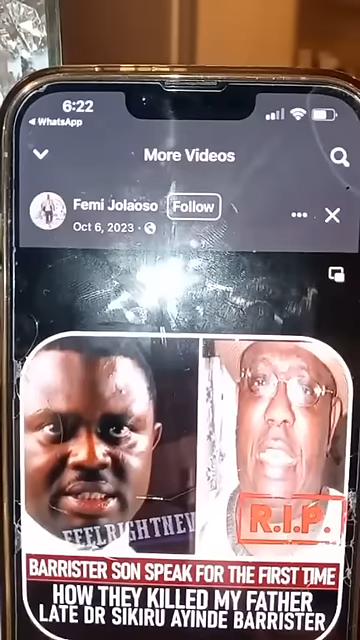 6:22
WhatsApp
More Videos
Femi Jolaoso Follow
Oct 6, 2023
R.I.P.
BARRISTER SON SPEAK FOR THE FIRST TIME
HOW THEY KILLED MY FATHER
LATE DR SIKIRU AYINDE BARRISTER